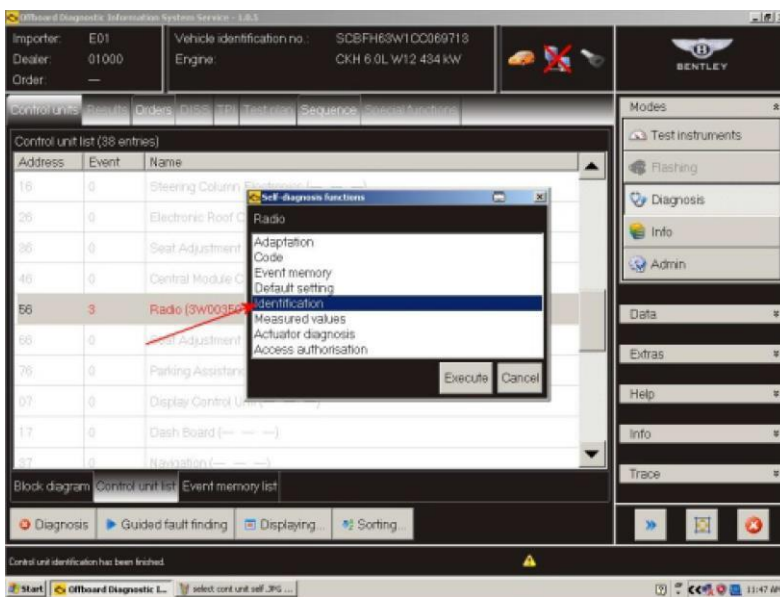 Offboard Diagnostic Information System Service - 1.0.5
Importer: E01
Dealer: 01000
Order: —
Vehicle identification no.: SCBFH63W1CC069713
Engine: CKH 6.0L W12 434 kW
BENTLEY
Control units Results Orders DISS TPI Test plan Sequence Special functions
Control unit list (38 entries)
Address Event Name
16 0 Steering Column Electronics (— — —)
26 0 Electronic Roof C
36 0 Seat Adjustment
46 0 Central Module C
56 3 Radio (3W0035
66 0 Seat Adjustment
76 0 Parking Assistanc
07 0 Display Control Unit (— — —)
17 0 Dash Board (— — —)
37 0 Navigation (— — —)
Self-diagnosis functions
Radio
Adaptation
Code
Event memory
Default setting
Identification
Measured values
Actuator diagnosis
Access authorisation
Execute Cancel
Block diagram Control unit list Event memory list
Diagnosis Guided fault finding Displaying... Sorting...
Control unit identification has been finished.
Modes
Test instruments
Flashing
Diagnosis
Info
Admin
Data
Extras
Help
Info
Trace
Start Offboard Diagnostic I... select cont unit self.JPG ... 11:47 AM